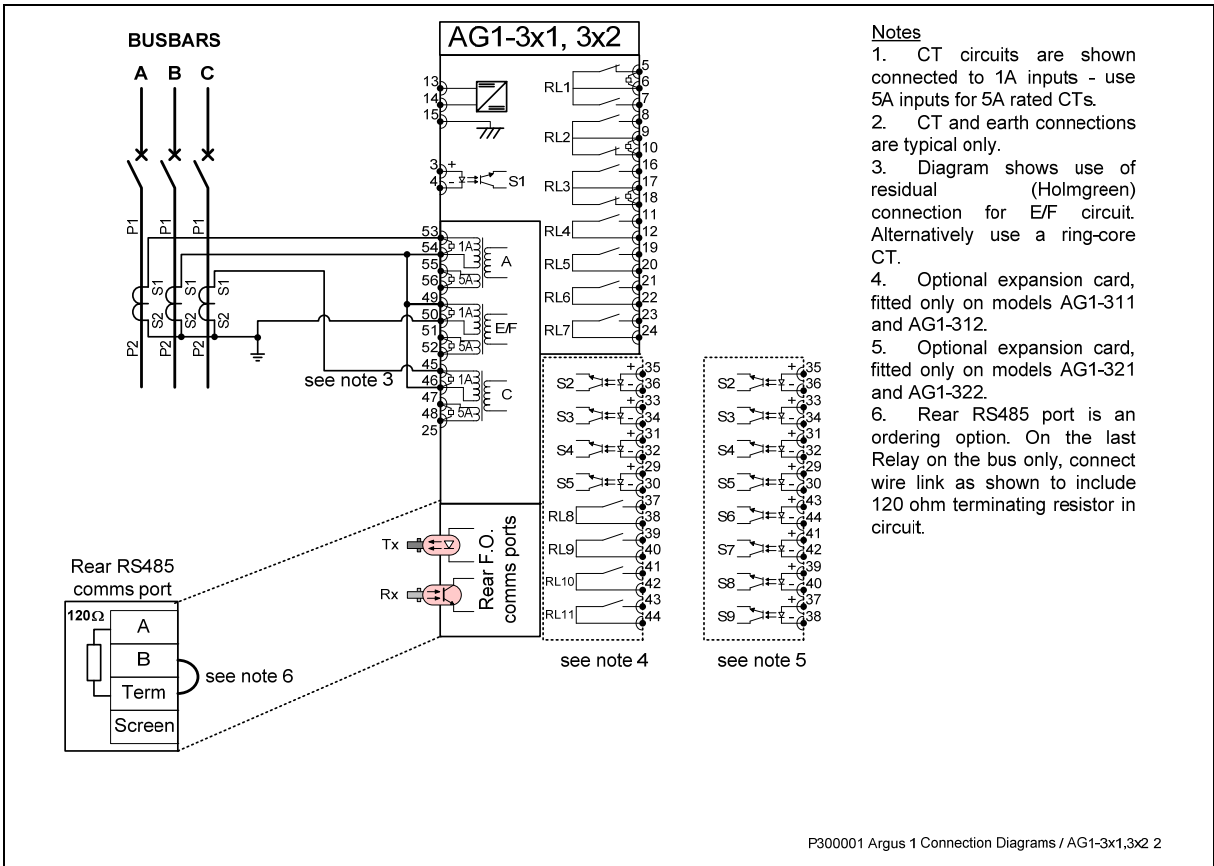 BUSBARS
A B C
P1 P1 P1
S1 S1 S1
S2 S2 S2
P2 P2 P2
AG1-3x1, 3x2
13
14
15
3 +
4 -
S1
53
54 1A
A
55
56 5A
49
50 1A
E/F
51
52 5A
45
46 1A
C
47
48 5A
25
see note 3
RL1 5
6
7
RL2 8
9
10
RL3 16
17
18
RL4 11
12
RL5 19
20
RL6 21
22
RL7 23
24
S2 + 35
- 36
S3 + 33
- 34
S4 + 31
- 32
S5 + 29
- 30
RL8 37
38
RL9 39
40
RL10 41
42
RL11 43
44
see note 4
S2 + 35
- 36
S3 + 33
- 34
S4 + 31
- 32
S5 + 29
- 30
S6 + 43
- 44
S7 + 41
- 42
S8 + 39
- 40
S9 + 37
- 38
see note 5
Tx
Rx
Rear F.O.
comms ports
Rear RS485
comms port
120Ω
A
B
Term
Screen
see note 6
Notes
1. CT circuits are shown
connected to 1A inputs - use
5A inputs for 5A rated CTs.
2. CT and earth connections
are typical only.
3. Diagram shows use of
residual (Holmgreen)
connection for E/F circuit.
Alternatively use a ring-core
CT.
4. Optional expansion card,
fitted only on models AG1-311
and AG1-312.
5. Optional expansion card,
fitted only on models AG1-321
and AG1-322.
6. Rear RS485 port is an
ordering option. On the last
Relay on the bus only, connect
wire link as shown to include
120 ohm terminating resistor in
circuit.
P300001 Argus 1 Connection Diagrams / AG1-3x1,3x2 2